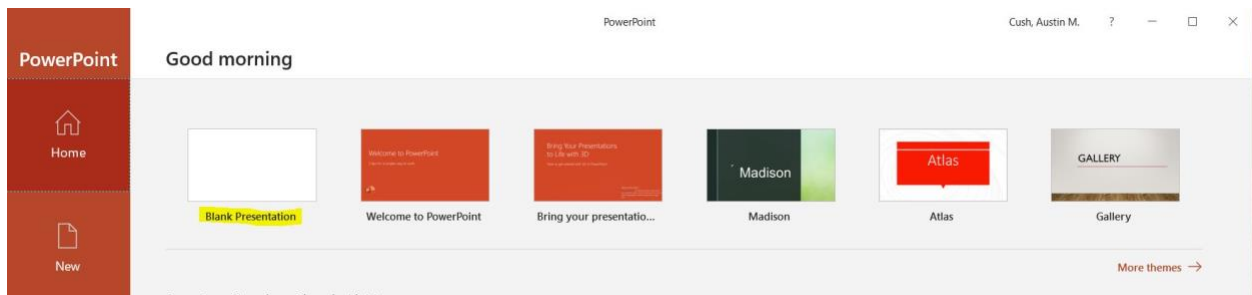 PowerPoint
Cush, Austin M. ?
PowerPoint
Good morning
Home
New
Welcome to PowerPoint
Bring Your Presentations
to Life with 3D
Madison
Atlas
GALLERY
Blank Presentation
Welcome to PowerPoint
Bring your presentatio...
Madison
Atlas
Gallery
More themes